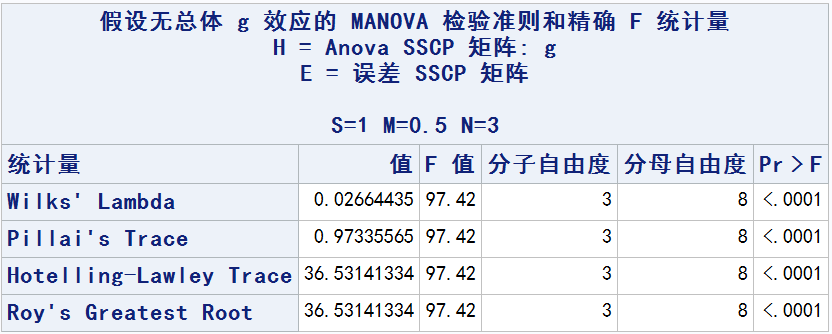 假设无总体 g 效应的 MANOVA 检验准则和精确 F 统计量
H = Anova SSCP 矩阵: g
E = 误差 SSCP 矩阵
S=1 M=0.5 N=3
统计量 值 F 值 分子自由度 分母自由度 Pr > F
Wilks' Lambda 0.02664435 97.42 3 8 <.0001
Pillai's Trace 0.97335565 97.42 3 8 <.0001
Hotelling-Lawley Trace 36.53141334 97.42 3 8 <.0001
Roy's Greatest Root 36.53141334 97.42 3 8 <.0001